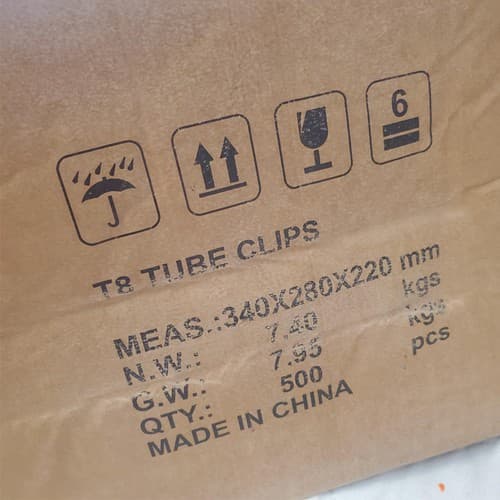 6
T8 TUBE CLIPS
MEAS.:340X280X220 mm
N.W.: 7.40 kgs
G.W.: 7.95 kgs
QTY.: 500 pcs
MADE IN CHINA